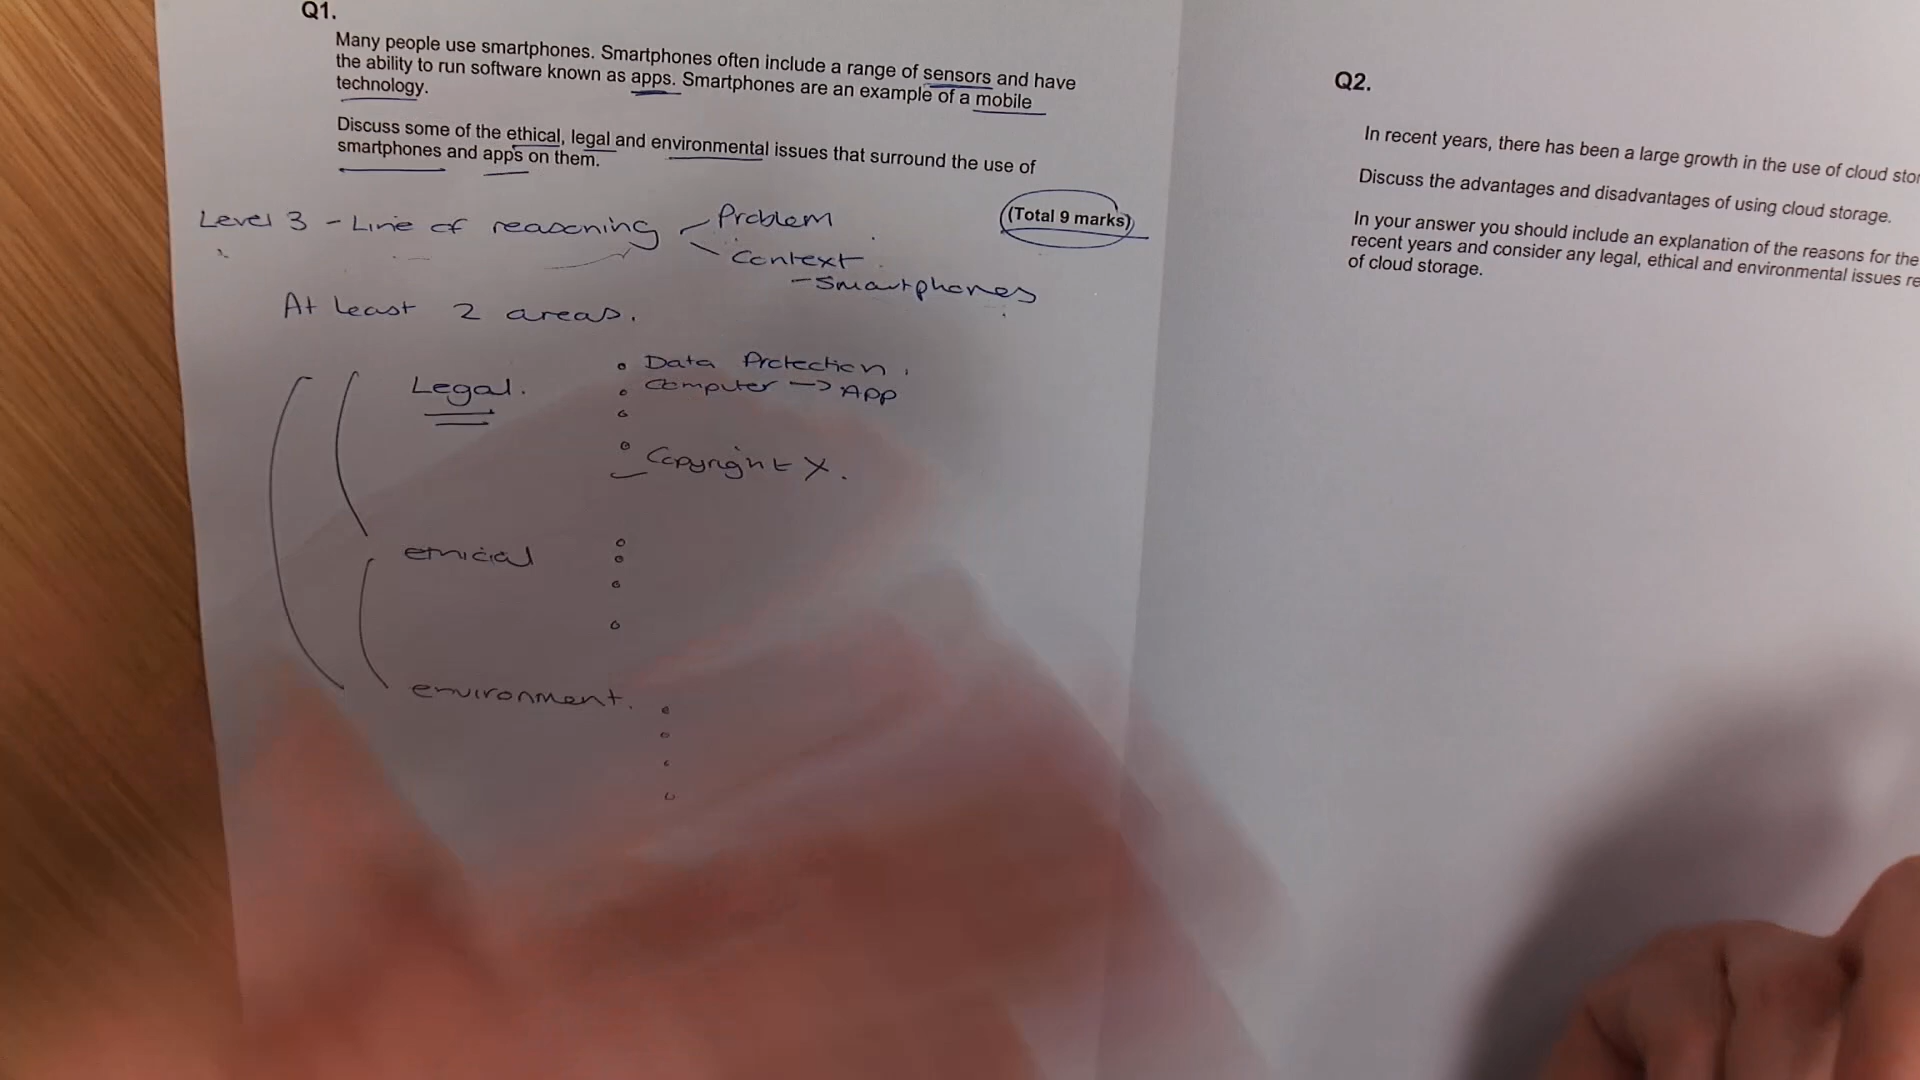 Q1.
Many people use smartphones. Smartphones often include a range of sensors and have
the ability to run software known as apps. Smartphones are an example of a mobile
technology.
Discuss some of the ethical, legal and environmental issues that surround the use of
smartphones and apps on them.
(Total 9 marks)
Level 3 - Line of reasoning
Problem
Context
- Smartphones
At least 2 areas.
Legal.
Data Protection.
Computer -> App
Copyright X.
ethicial
environment.
Q2.
In recent years, there has been a large growth in the use of cloud stor
Discuss the advantages and disadvantages of using cloud storage.
In your answer you should include an explanation of the reasons for the
recent years and consider any legal, ethical and environmental issues re
of cloud storage.